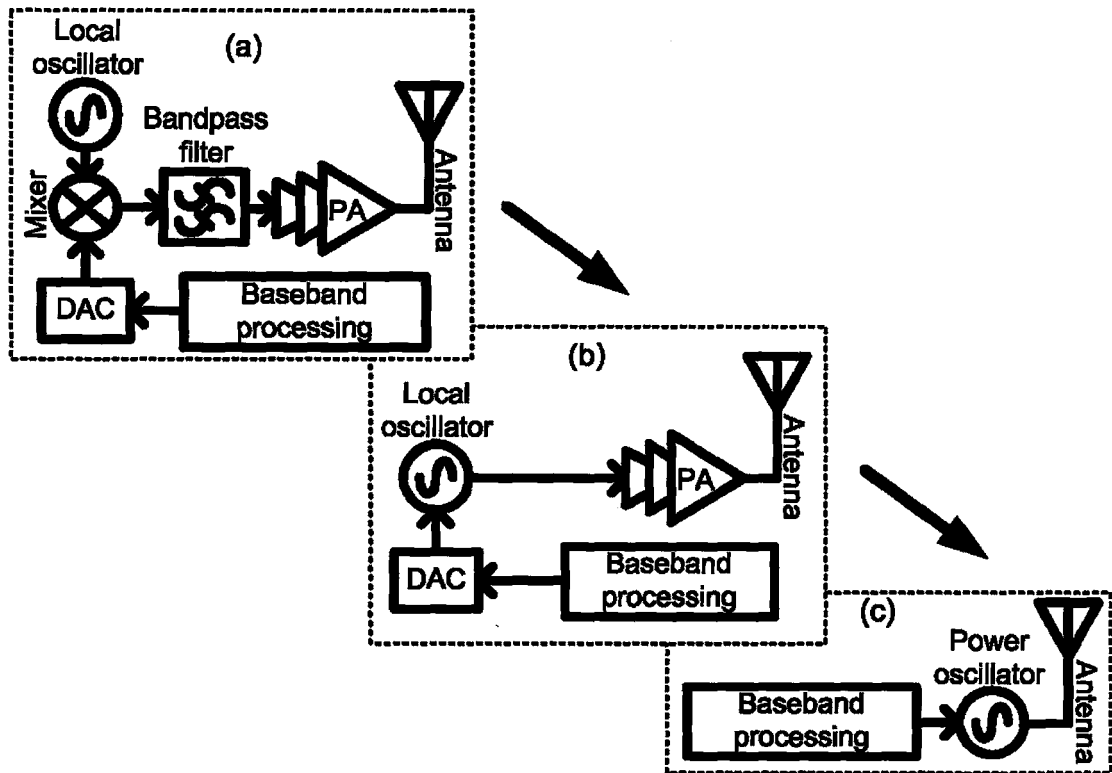 (a)
Local
oscillator
Bandpass
filter
Mixer
PA
Antenna
DAC
Baseband
processing
(b)
Local
oscillator
PA
Antenna
DAC
Baseband
processing
(c)
Power
oscillator
Antenna
Baseband
processing